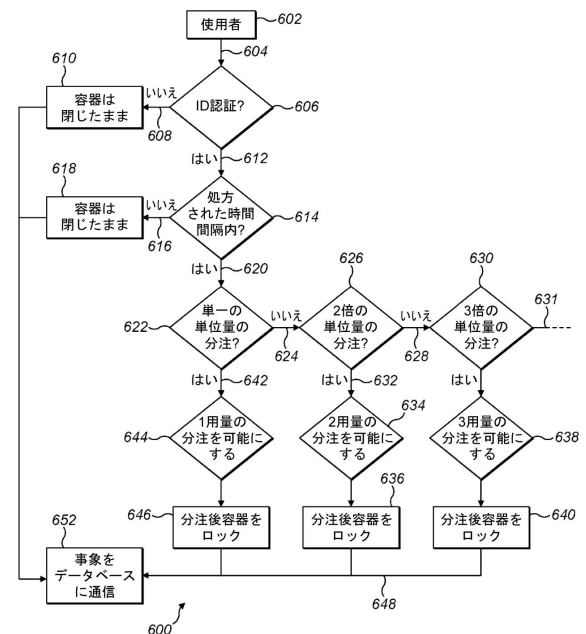 使用者
602
604
610
容器は
閉じたまま
いいえ
608
ID認証?
606
はい
612
618
容器は
閉じたまま
いいえ
616
処方
された時間
間隔内?
614
はい
620
626
630
622
単一の
単位量の
分注?
いいえ
624
2倍の
単位量の
分注?
いいえ
628
3倍の
単位量の
分注?
631
はい
642
はい
632
はい
644
1用量の
分注を可能に
する
2用量の
分注を可能に
する
634
3用量の
分注を可能に
する
638
646
分注後容器を
ロック
636
分注後容器を
ロック
分注後容器を
ロック
640
652
事象を
データベース
に通信
648
600